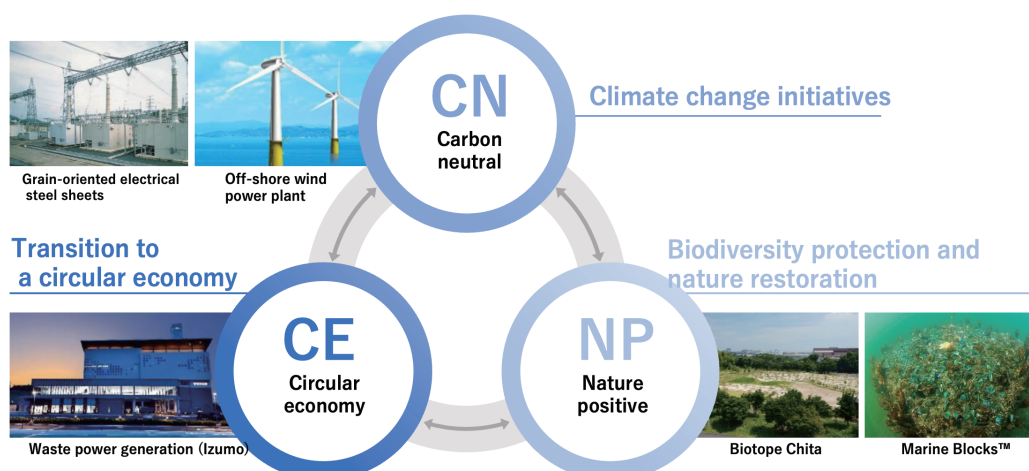 CN
Carbon
neutral
Climate change initiatives
Grain-oriented electrical
steel sheets
Off-shore wind
power plant
Transition to
a circular economy
Biodiversity protection and
nature restoration
CE
Circular
economy
NP
Nature
positive
Waste power generation (Izumo)
Biotope Chita
Marine Blocks™